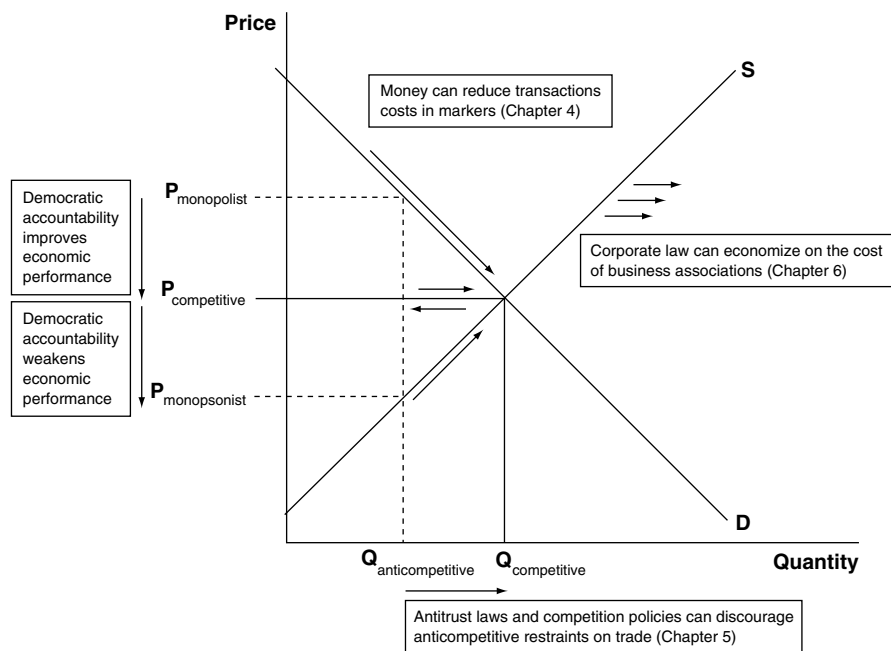 Price
S
Money can reduce transactions
costs in markers (Chapter 4)
Democratic
accountability
improves
economic
performance
P monopolist
Corporate law can economize on the cost
of business associations (Chapter 6)
P competitive
Democratic
accountability
weakens
economic
performance
P monopsonist
D
Q anticompetitive
Q competitive
Quantity
Antitrust laws and competition policies can discourage
anticompetitive restraints on trade (Chapter 5)